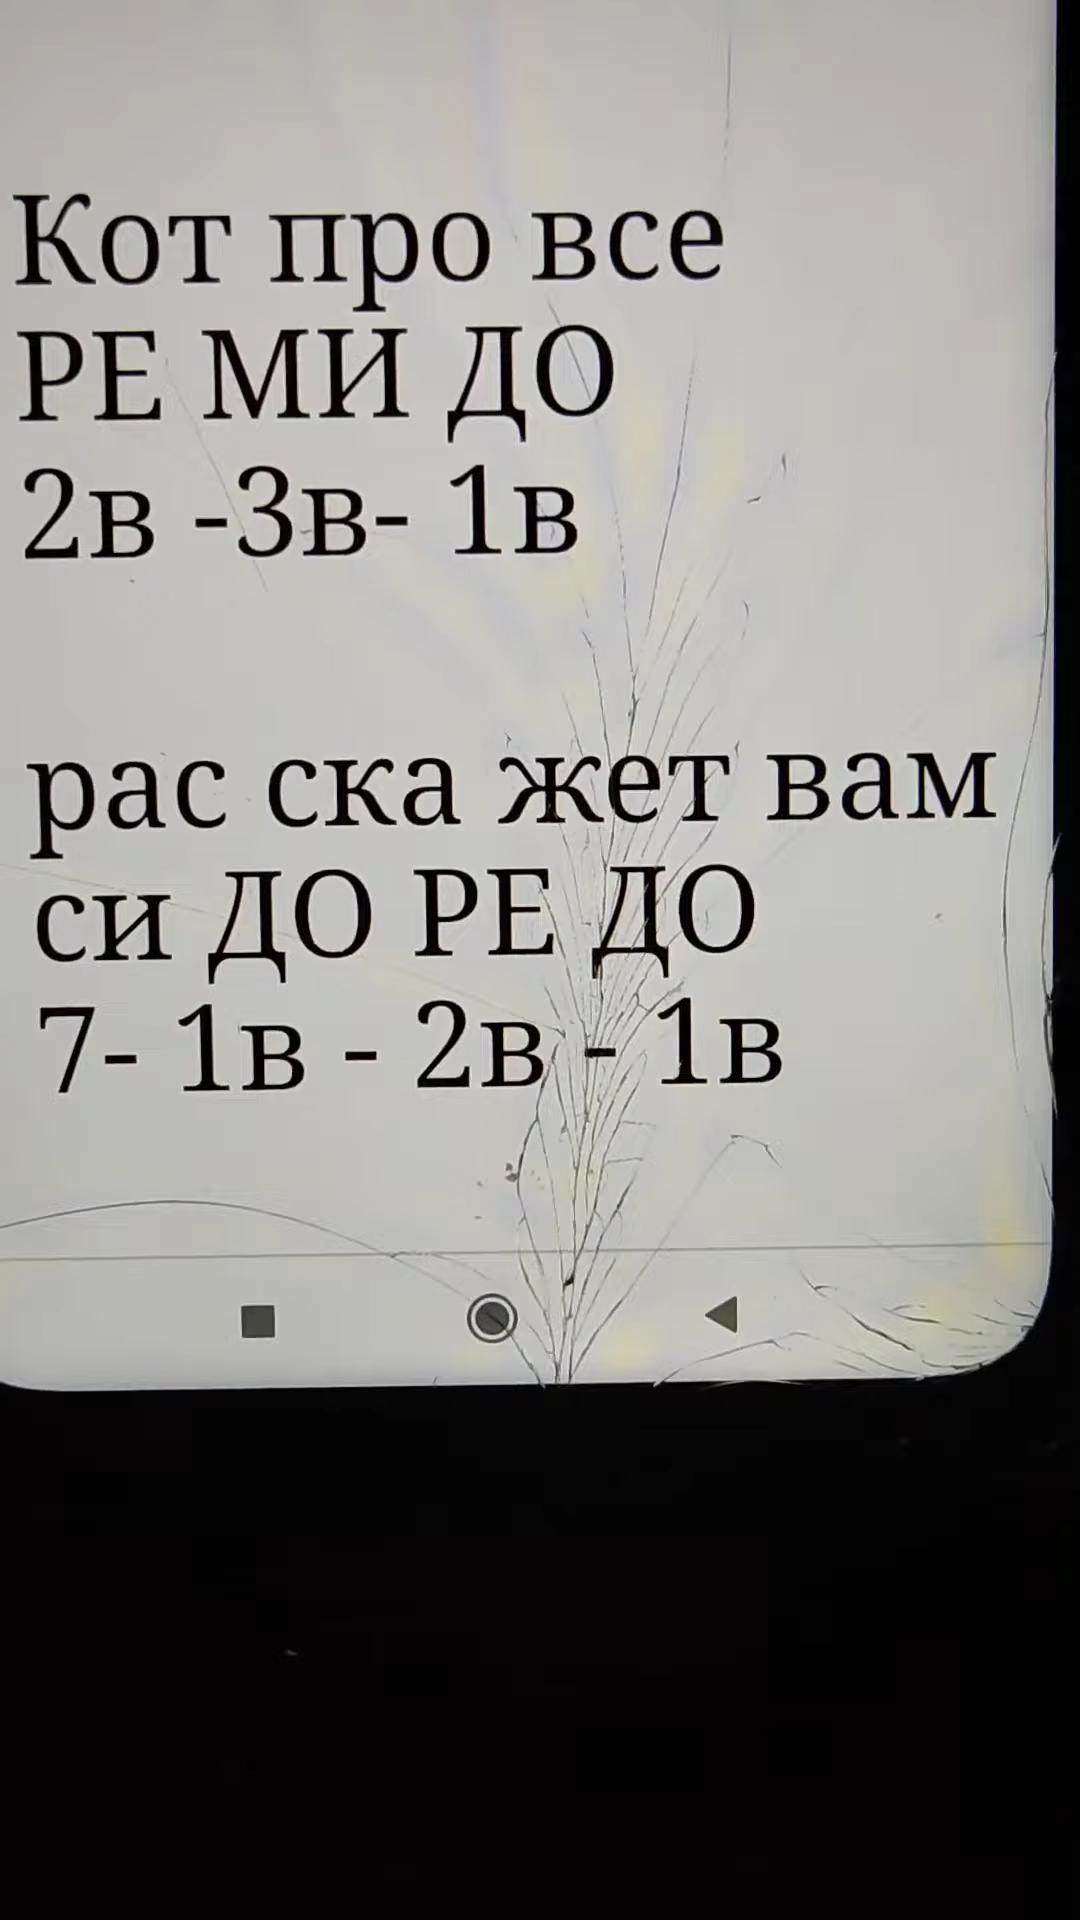 Кот про все
РЕ МИ ДО
2в -3в- 1в
рас ска жет вам
си ДО РЕ ДО
7- 1в - 2в - 1в